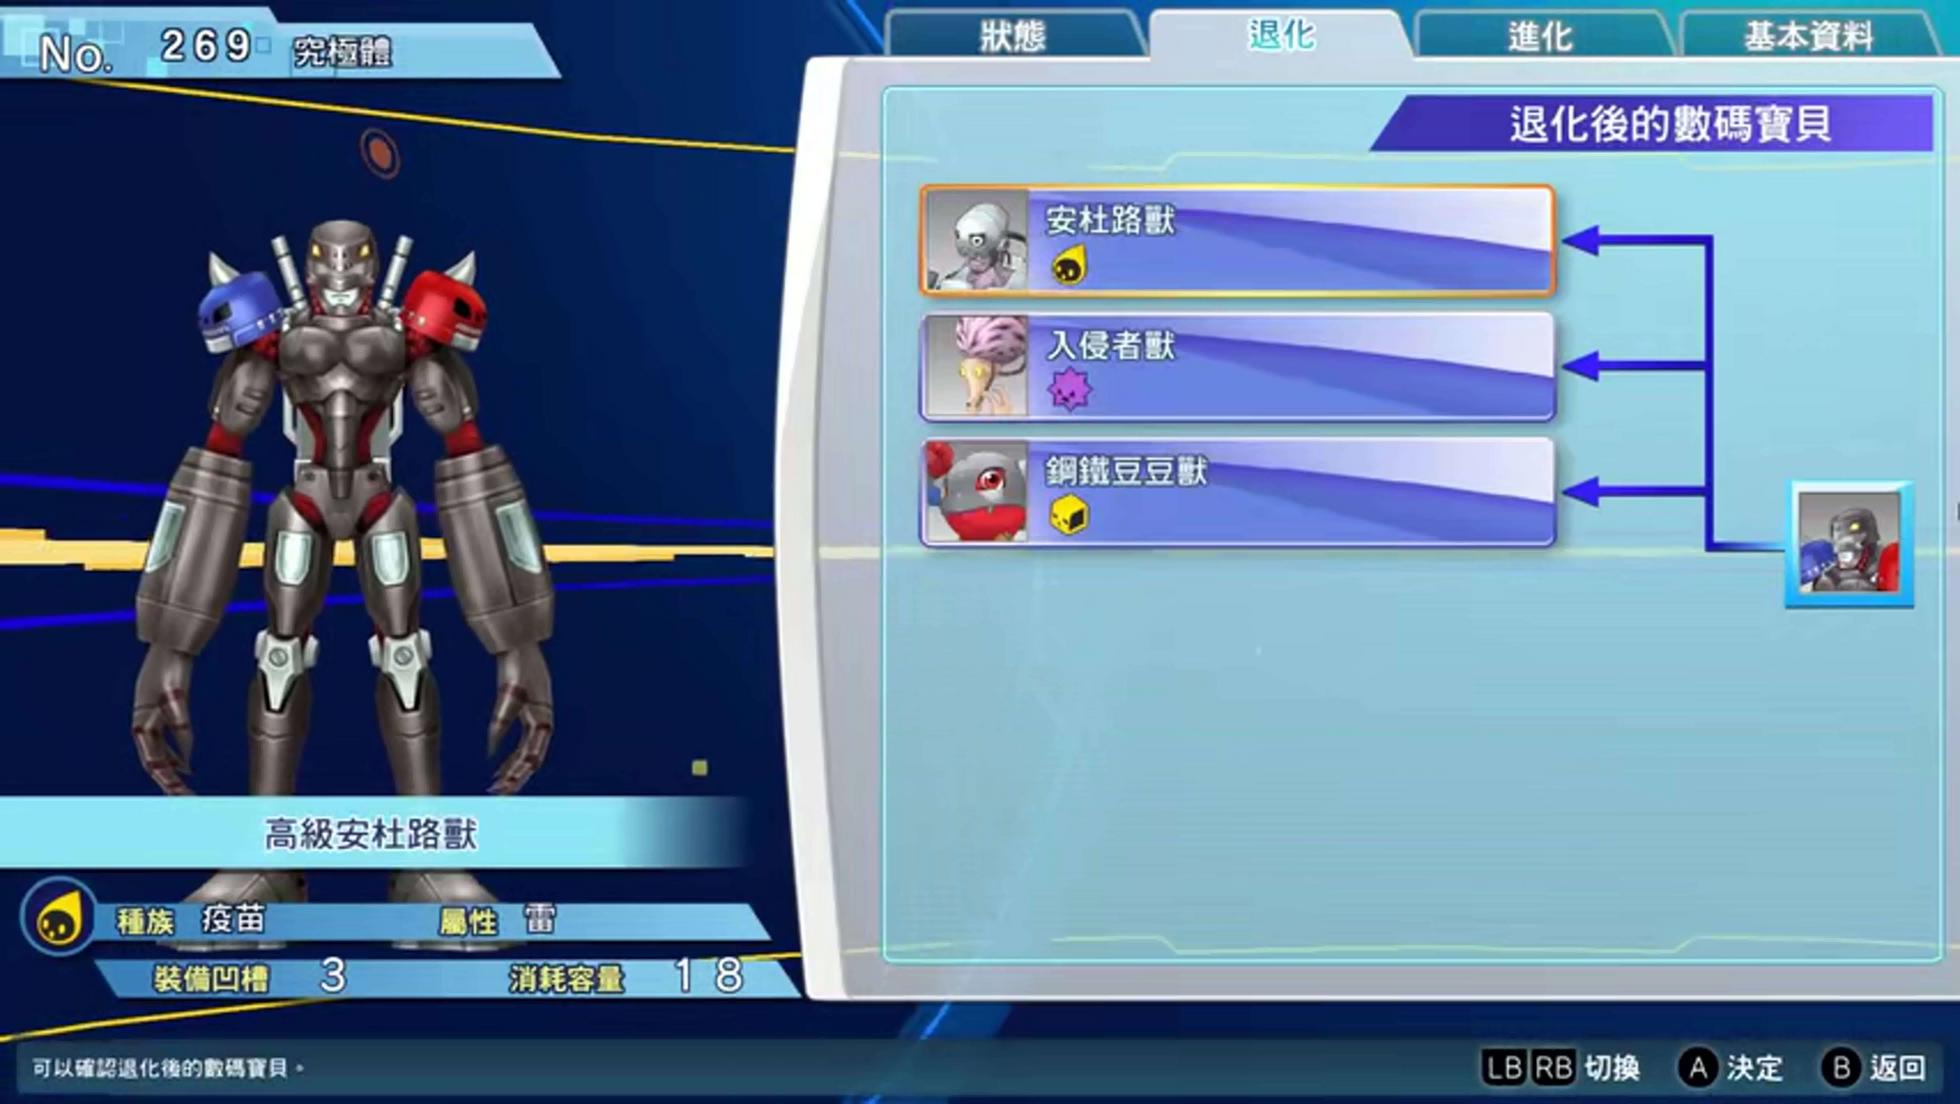 No. 269 究極體
狀態 退化 進化 基本資料
退化後的數碼寶貝
安杜路獸
入侵者獸
鋼鐵豆豆獸
高級安杜路獸
種族 疫苗 屬性 雷
裝備凹槽 3 消耗容量 18
可以確認退化後的數碼寶貝。
LB RB 切換 A 決定 B 返回